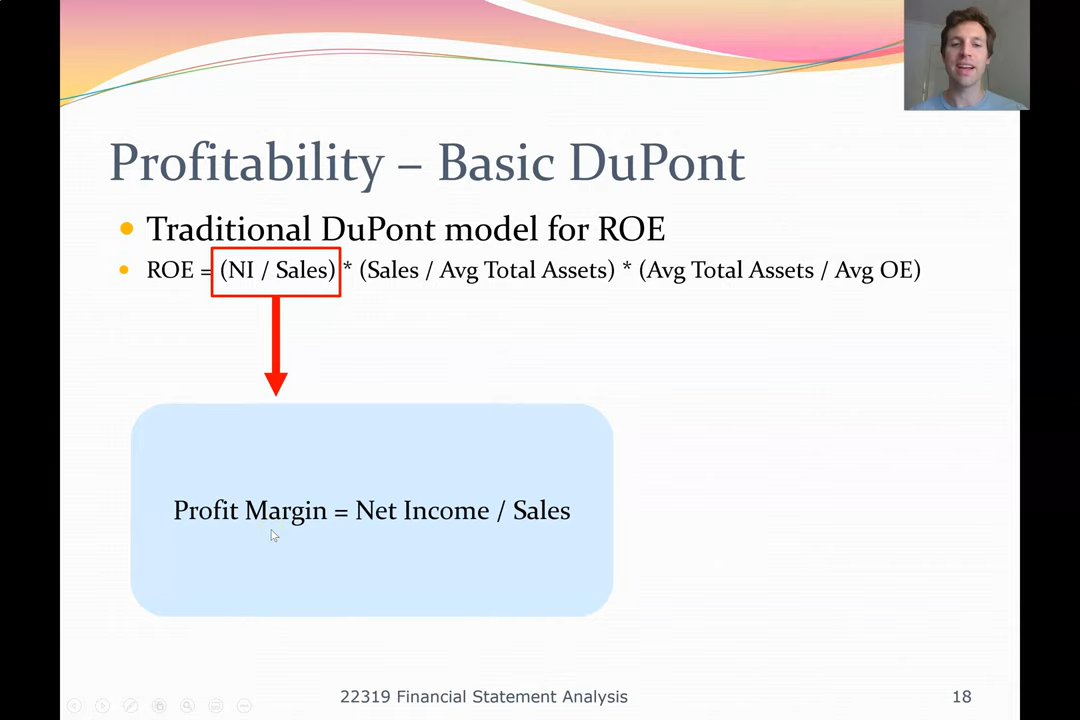 Profitability – Basic DuPont
Traditional DuPont model for ROE
ROE = (NI / Sales) * (Sales / Avg Total Assets) * (Avg Total Assets / Avg OE)
Profit Margin = Net Income / Sales
22319 Financial Statement Analysis
18